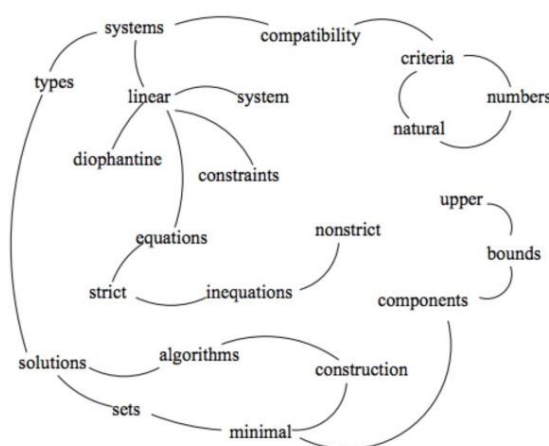 systems
compatibility
criteria
types
linear
system
numbers
natural
diophantine
constraints
upper
equations
nonstrict
bounds
strict
inequations
components
algorithms
solutions
construction
sets
minimal